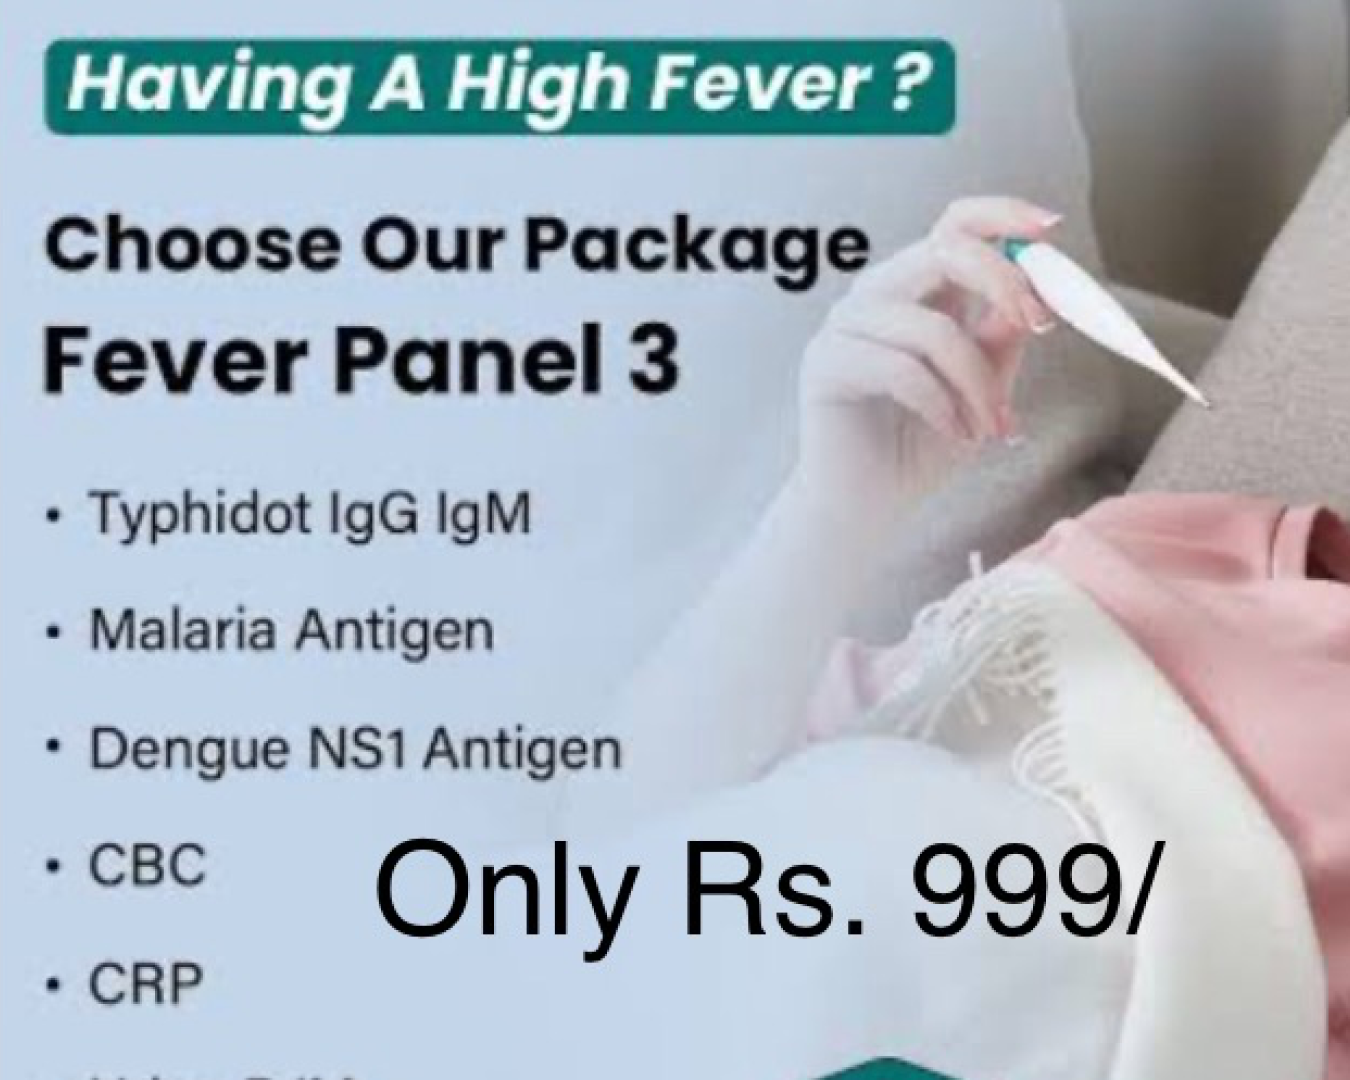 Having A High Fever ?
Choose Our Package
Fever Panel 3
• Typhidot IgG IgM
• Malaria Antigen
• Dengue NS1 Antigen
• CBC
Only Rs. 999/
• CRP